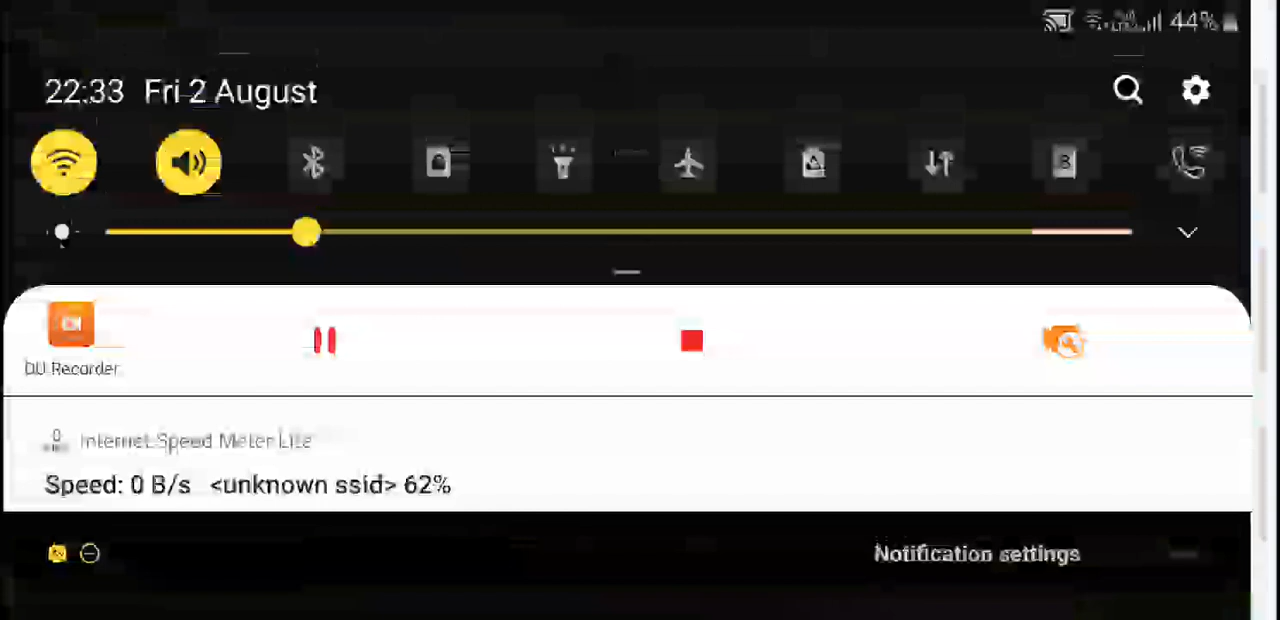 44%
22:33 Fri 2 August
DU Recorder
Internet Speed Meter Lite
Speed: 0 B/s <unknown ssid> 62%
Notification settings